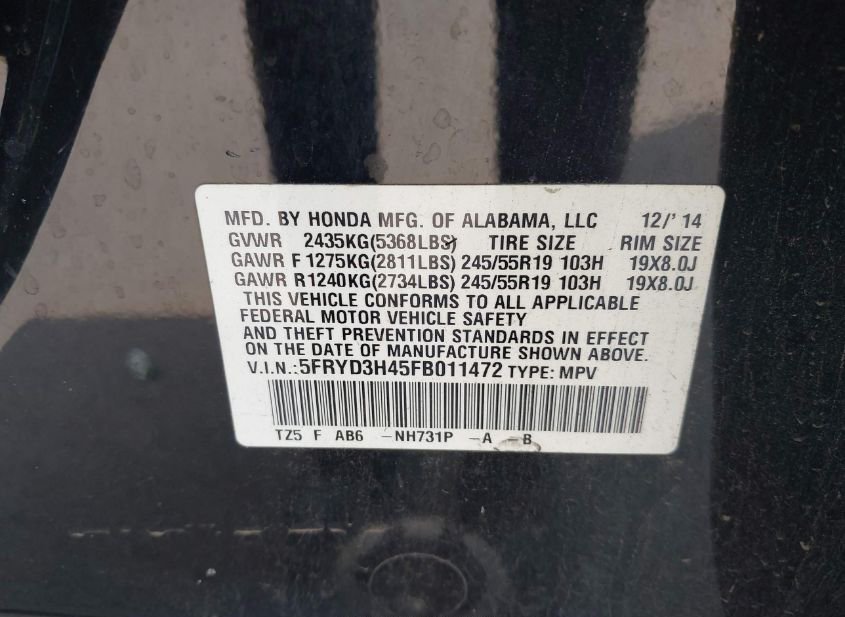 MFD. BY HONDA MFG. OF ALABAMA, LLC 12/'14
GVWR 2435KG(5368LBS) TIRE SIZE RIM SIZE
GAWR F 1275KG(2811LBS) 245/55R19 103H 19X8.0J
GAWR R1240KG(2734LBS) 245/55R19 103H 19X8.0J
THIS VEHICLE CONFORMS TO ALL APPLICABLE
FEDERAL MOTOR VEHICLE SAFETY
AND THEFT PREVENTION STANDARDS IN EFFECT
ON THE DATE OF MANUFACTURE SHOWN ABOVE.
V.I.N.:5FRYD3H45FB011472 TYPE: MPV
TZ5 F AB6 -NH731P -A -B